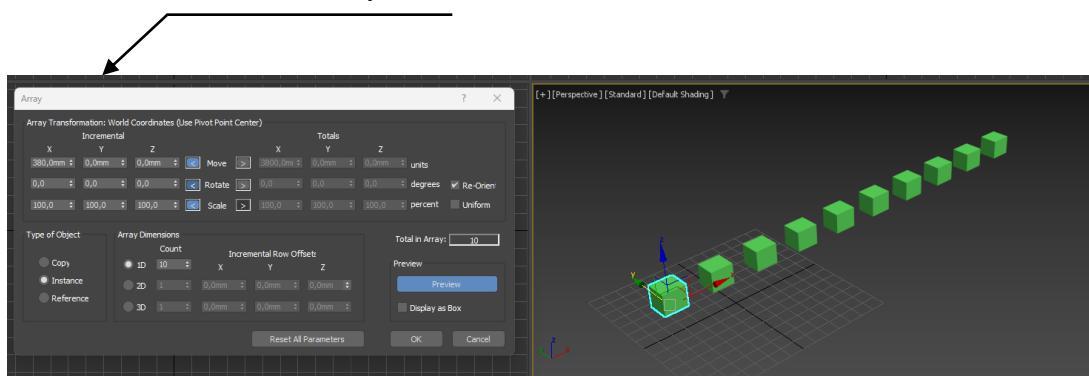 Array ? ×
[+] [Perspective] [Standard] [Default Shading]
Array Transformation: World Coordinates (Use Pivot Point Center)
Incremental Totals
X Y Z X Y Z
380,0mm 0,0mm 0,0mm < Move > 3800,0m 0,0mm 0,0mm units
0,0 0,0 0,0 < Rotate > 0,0 0,0 0,0 degrees Re-Orien
100,0 100,0 100,0 < Scale > 100,0 100,0 100,0 percent Uniform
Type of Object
Copy
Instance
Reference
Array Dimensions
Count
Incremental Row Offsets
X Y Z
1D 10
2D 1 0,0mm 0,0mm 0,0mm
3D 1 0,0mm 0,0mm 0,0mm
Total in Array: 10
Preview
Preview
Display as Box
Reset All Parameters OK Cancel
z
y
z
x